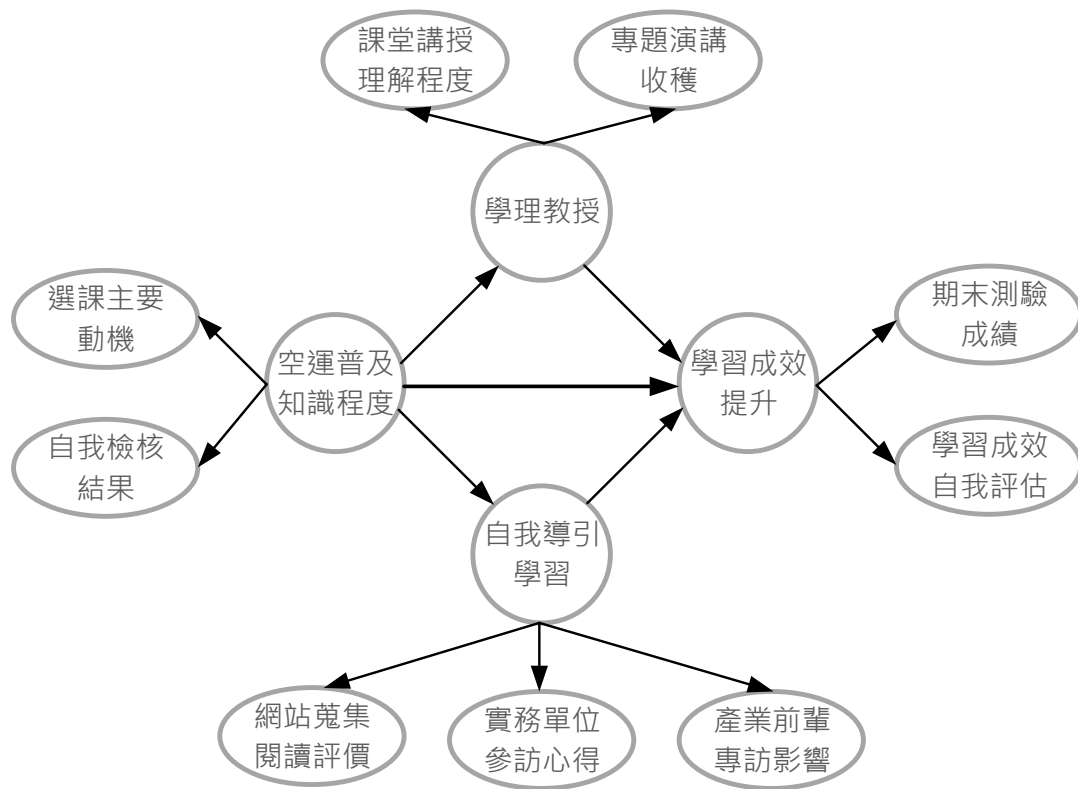 課堂講授
理解程度
專題演講
收穫
學理教授
選課主要
動機
空運普及
知識程度
學習成效
提升
期末測驗
成績
自我檢核
結果
學習成效
自我評估
自我導引
學習
網站蒐集
閱讀評價
實務單位
參訪心得
產業前輩
專訪影響